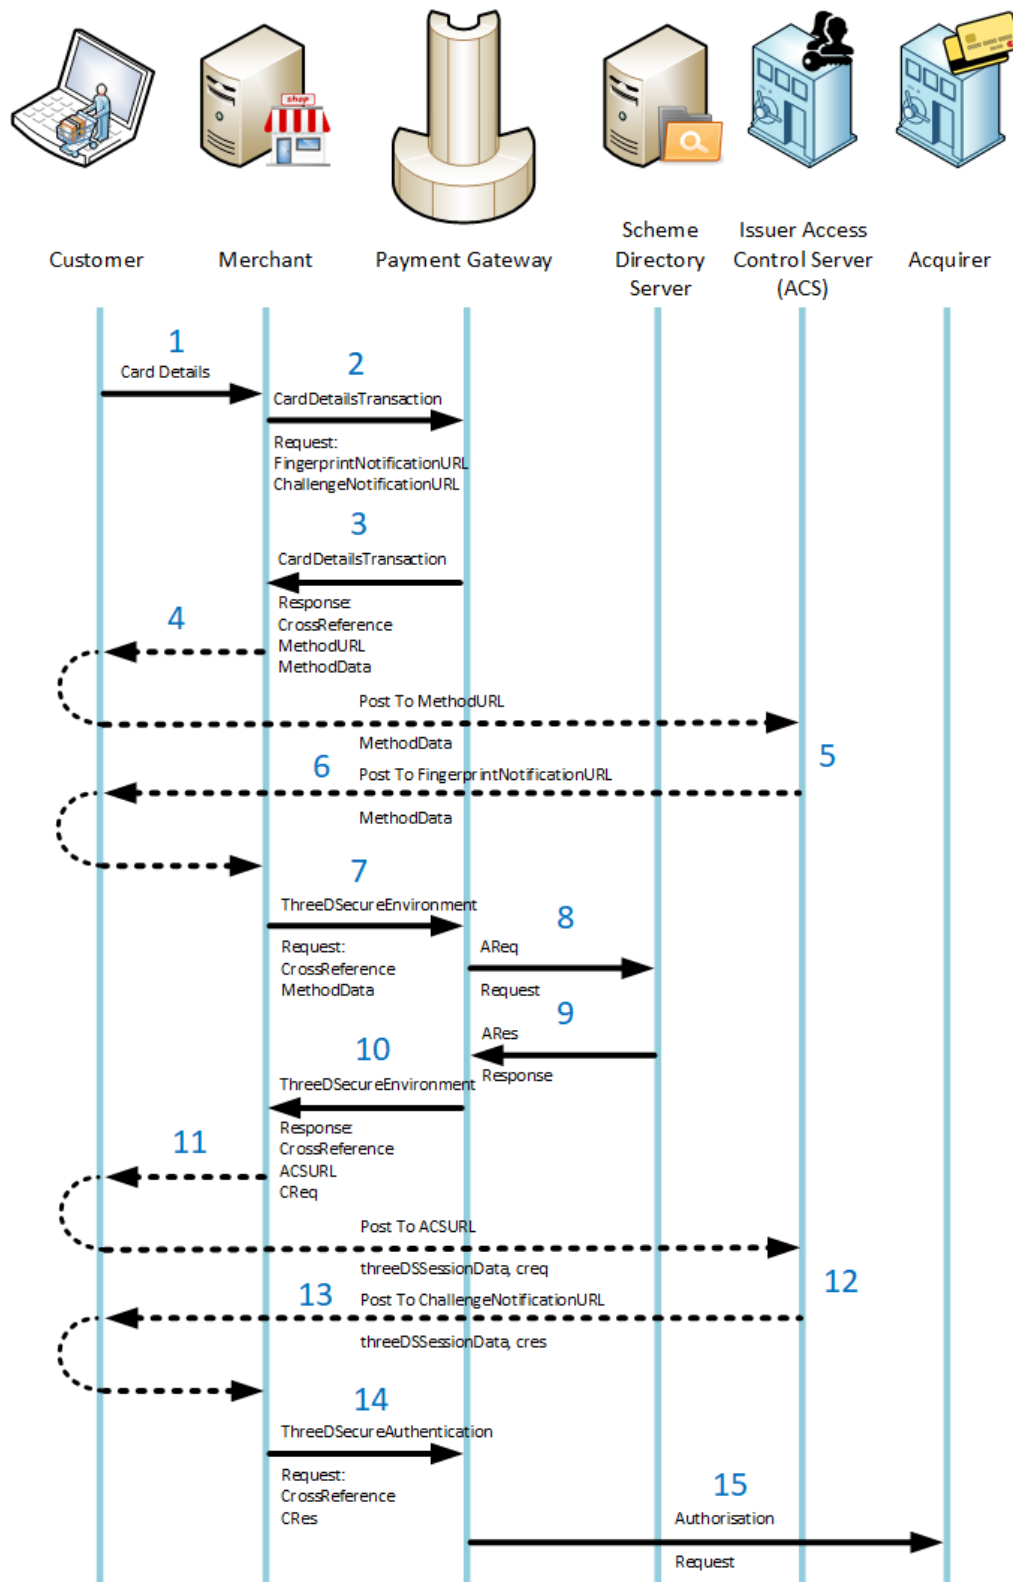 shop
Customer
Merchant
Payment Gateway
Scheme
Directory
Server
Issuer Access
Control Server
(ACS)
Acquirer
1
Card Details
2
CardDetailsTransaction
Request:
FingerprintNotificationURL
ChallengeNotificationURL
3
CardDetailsTransaction
Response:
CrossReference
MethodURL
MethodData
4
Post To MethodURL
MethodData
5
6
Post To FingerprintNotificationURL
MethodData
7
ThreeDSecureEnvironment
Request:
CrossReference
MethodData
8
AReq
Request
9
ARes
Response
10
ThreeDSecureEnvironment
Response:
CrossReference
ACSURL
CReq
11
Post To ACSURL
threeDSSessionData, creq
12
13
Post To ChallengeNotificationURL
threeDSSessionData, cres
14
ThreeDSecureAuthentication
Request:
CrossReference
CRes
15
Authorisation
Request